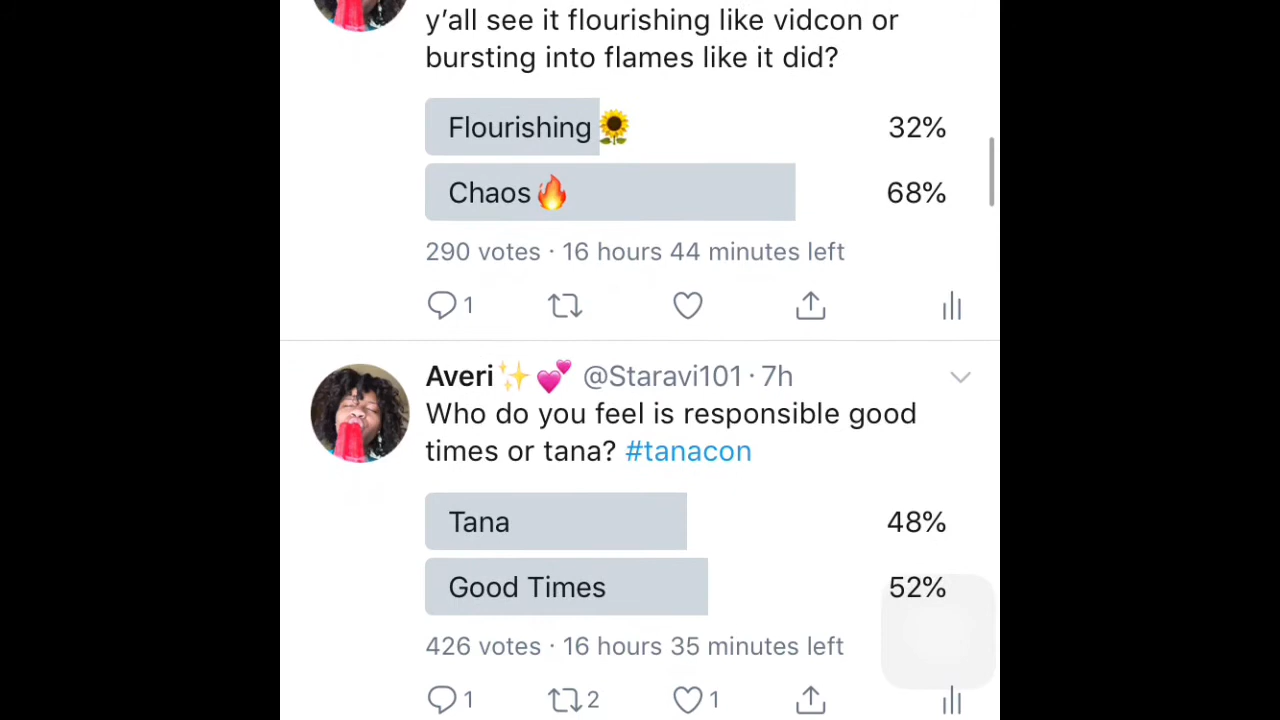 y’all see it flourishing like vidcon or
bursting into flames like it did?
Flourishing🌻 32%
Chaos🔥 68%
290 votes · 16 hours 44 minutes left
1
Averi✨💕 @Staravi101 · 7h
Who do you feel is responsible good
times or tana? #tanacon
Tana 48%
Good Times 52%
426 votes · 16 hours 35 minutes left
1 2 1